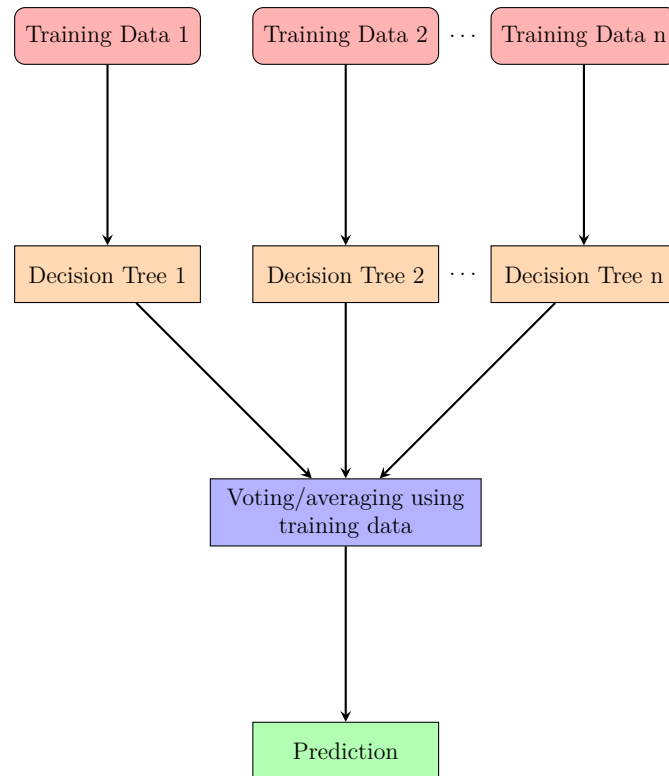 Training Data 1
Training Data 2
...
Training Data n
Decision Tree 1
Decision Tree 2
...
Decision Tree n
Voting/averaging using
training data
Prediction